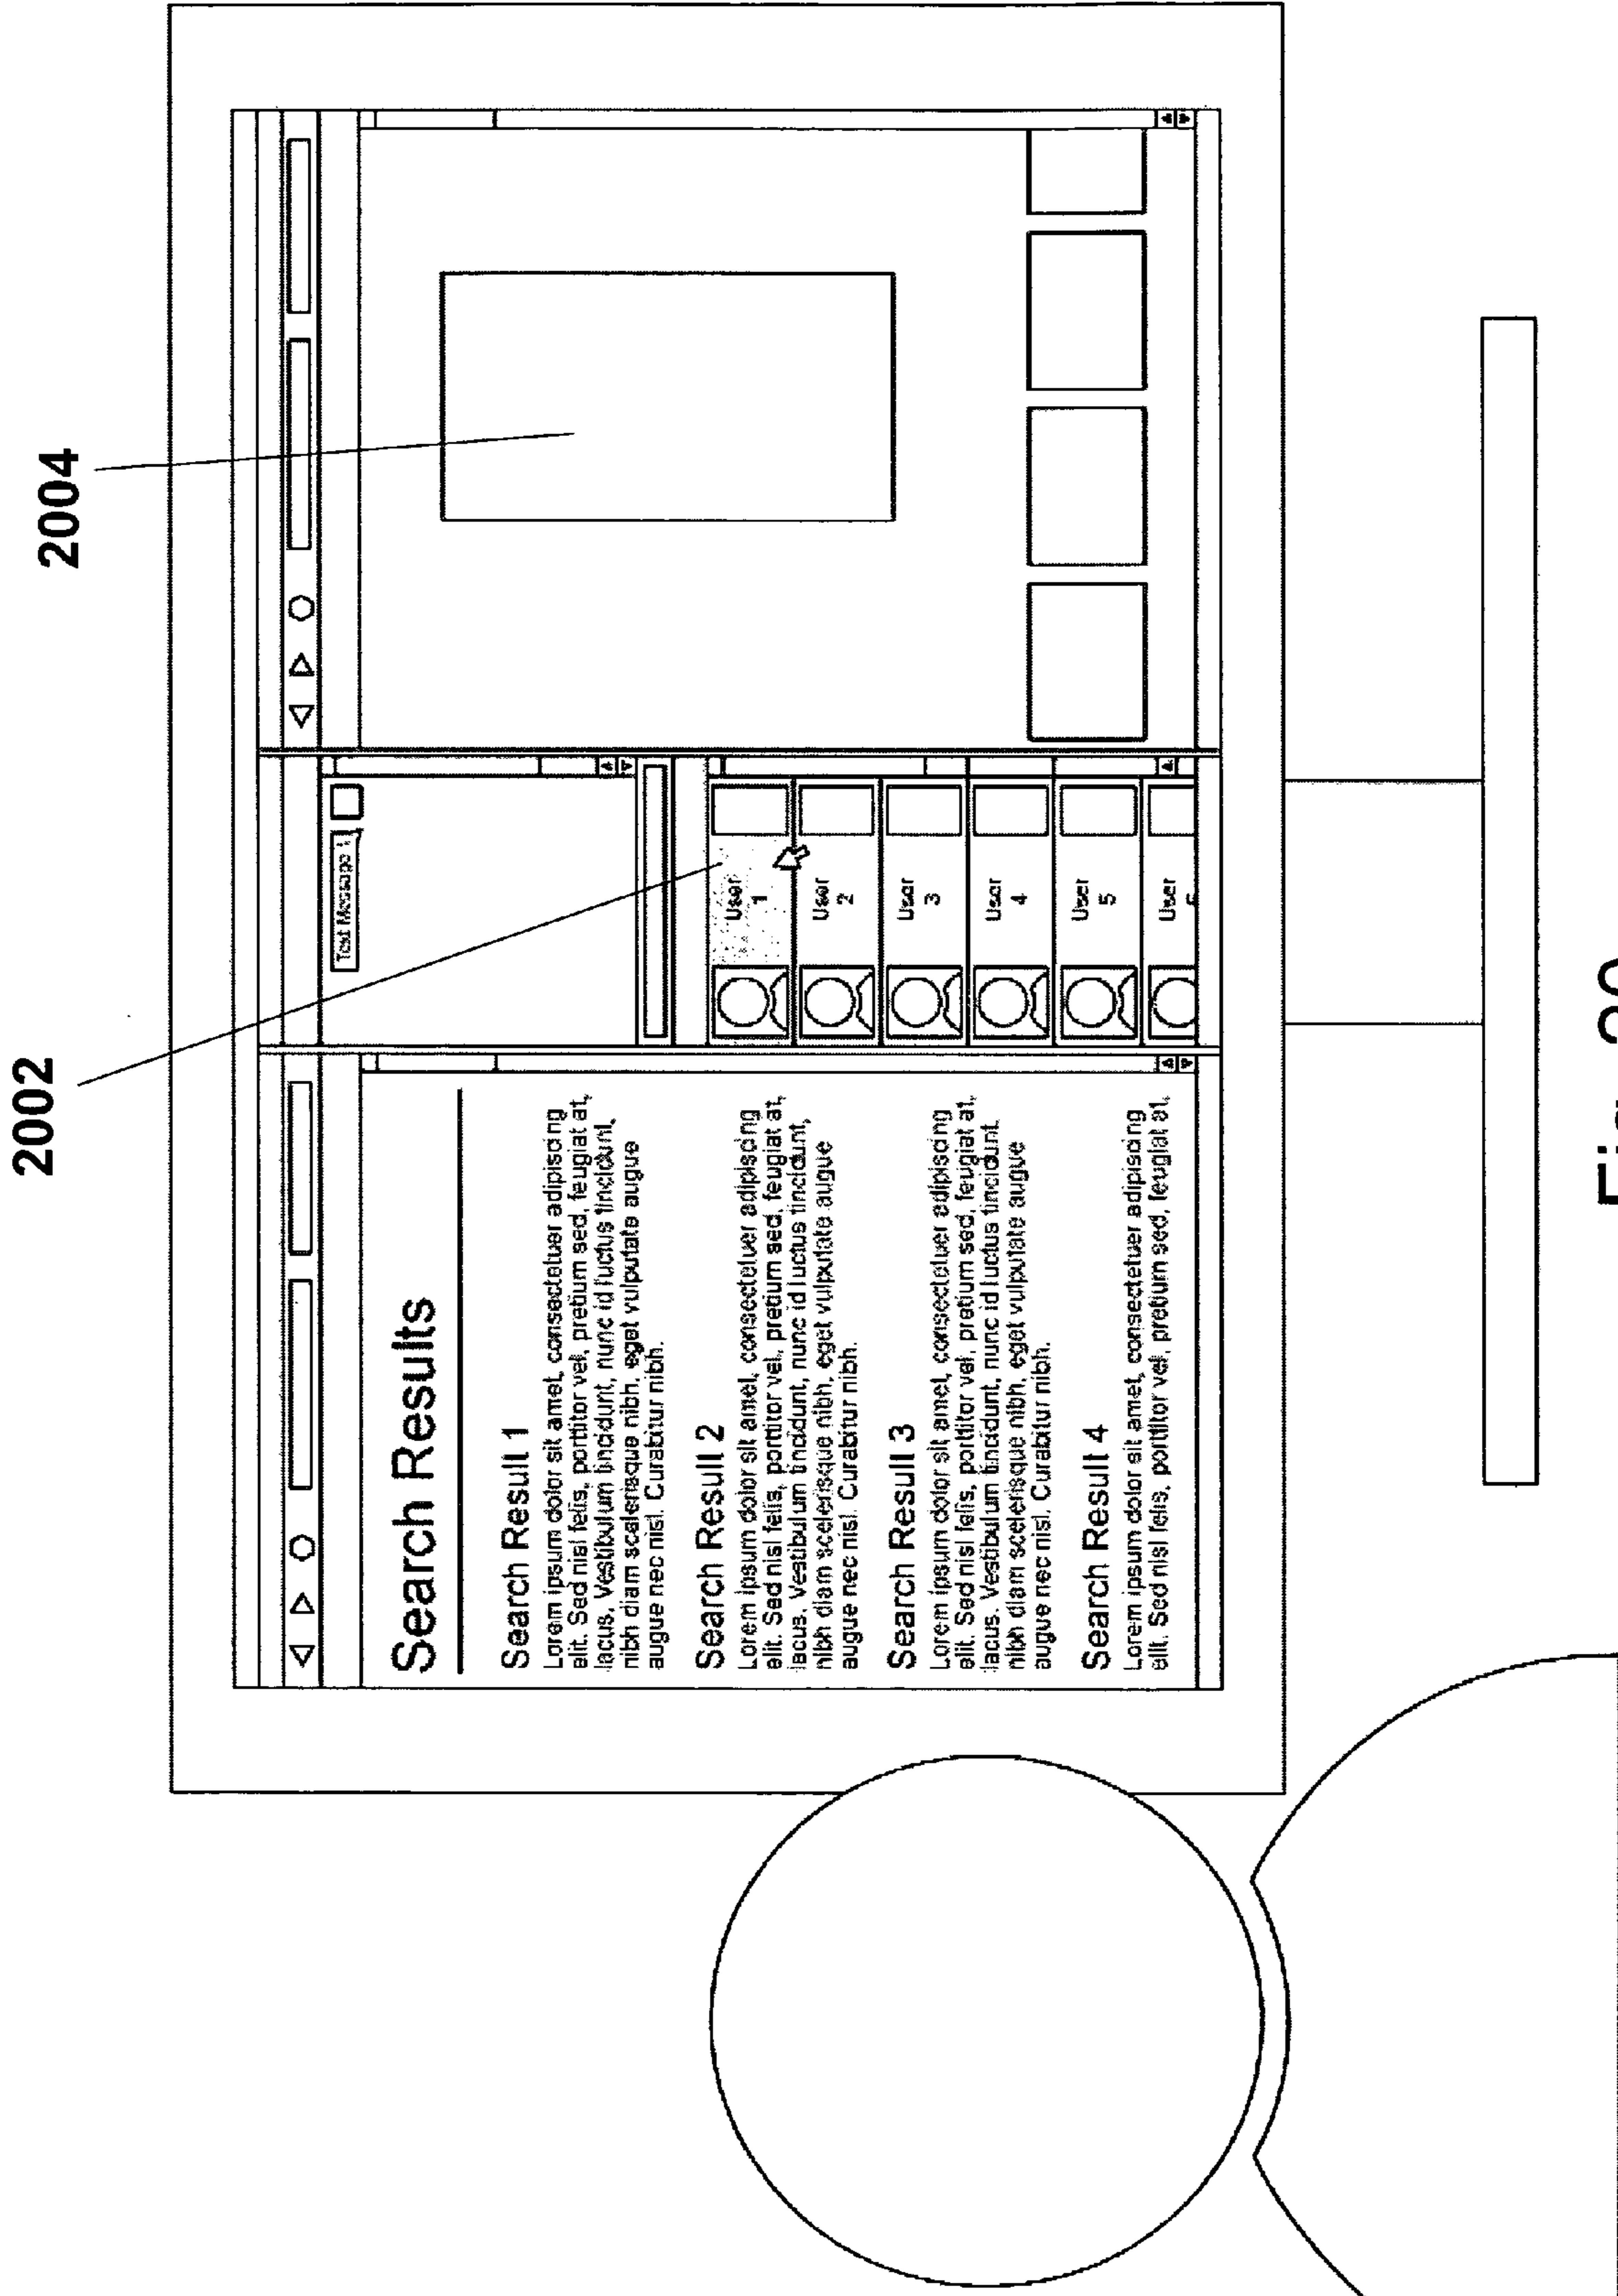 2002
2004
Search Results
Search Result 1
Lorem ipsum dolor sit amet, consectetuer adipiscing
elit. Sed nisl felis, porttitor vel, pretium sed, feugiat at,
lacus. Vestibulum tincidunt, nunc id luctus tincidunt,
nibh diam scelerisque nibh, eget vulputate augue
augue nec nisl. Curabitur nibh.
Search Result 2
Lorem ipsum dolor sit amet, consectetuer adipiscing
elit. Sed nisl felis, porttitor vel, pretium sed, feugiat at,
lacus. Vestibulum tincidunt, nunc id luctus tincidunt,
nibh diam scelerisque nibh, eget vulputate augue
augue nec nisl. Curabitur nibh.
Search Result 3
Lorem ipsum dolor sit amet, consectetuer adipiscing
elit. Sed nisl felis, porttitor vel, pretium sed, feugiat at,
lacus. Vestibulum tincidunt, nunc id luctus tincidunt,
nibh diam scelerisque nibh, eget vulputate augue
augue nec nisl. Curabitur nibh.
Search Result 4
Lorem ipsum dolor sit amet, consectetuer adipiscing
elit. Sed nisl felis, porttitor vel, pretium sed, feugiat at,
Text Message 1
User
1
User
2
User
3
User
4
User
5
User